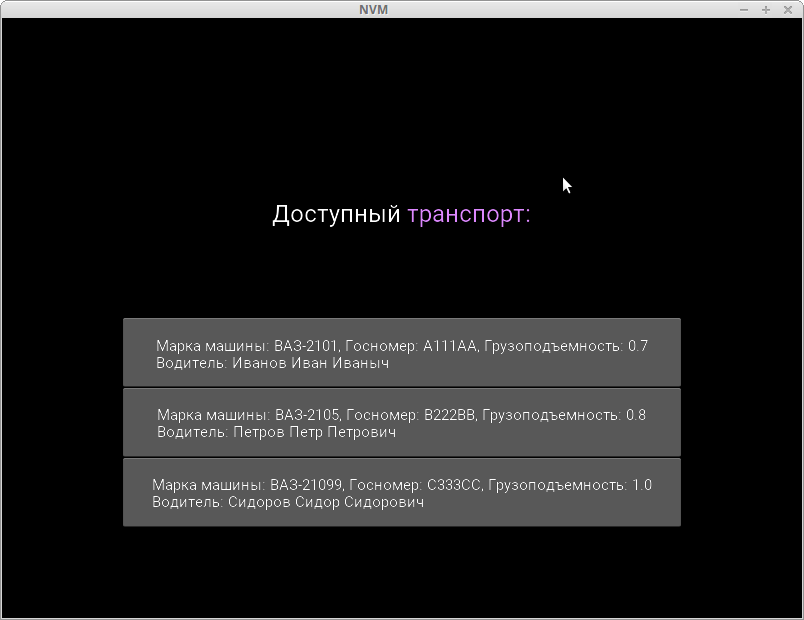 NVM
Доступный транспорт:
Марка машины: ВАЗ-2101, Госномер: А111АА, Грузоподъемность: 0.7
Водитель: Иванов Иван Иваныч
Марка машины: ВАЗ-2105, Госномер: В222ВВ, Грузоподъемность: 0.8
Водитель: Петров Петр Петрович
Марка машины: ВАЗ-21099, Госномер: С333СС, Грузоподъемность: 1.0
Водитель: Сидоров Сидор Сидорович